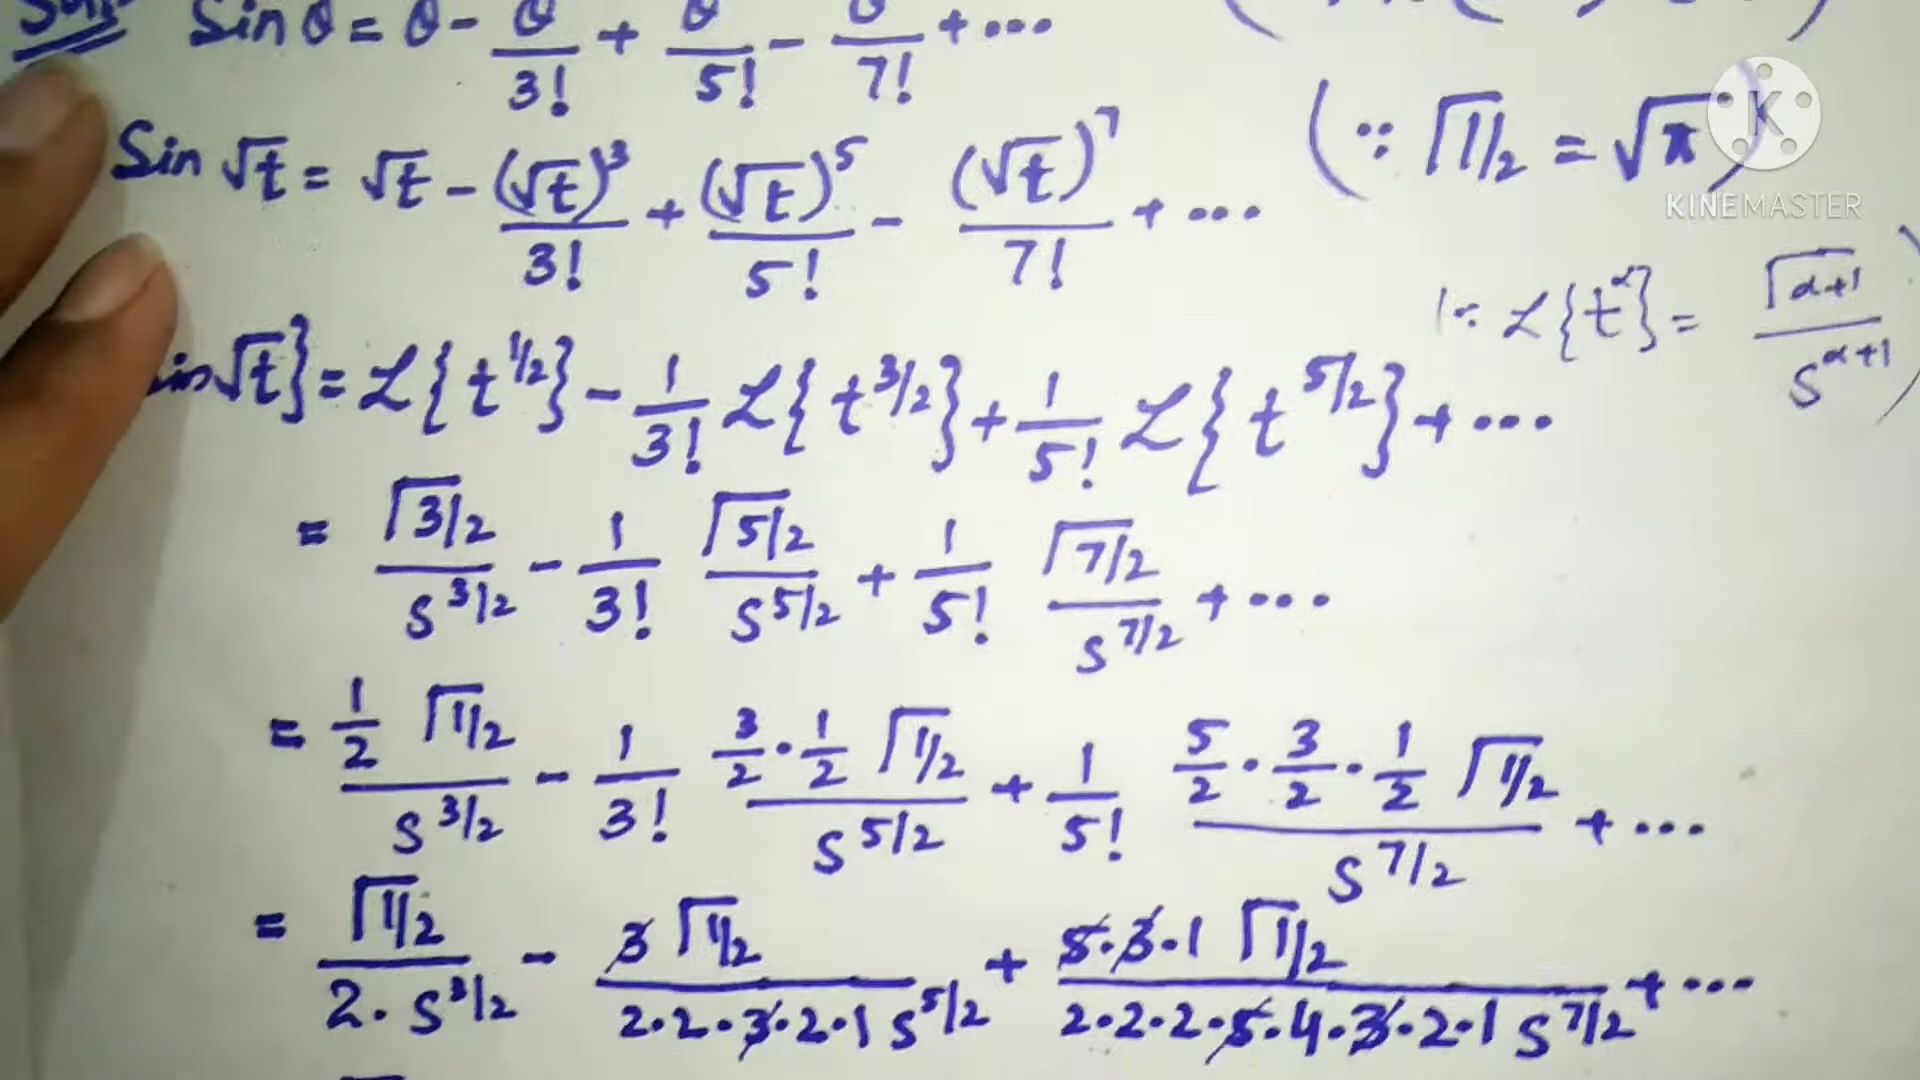 Sin θ = θ - θ/3! + θ/5! - θ/7! + ...
Sin √t = √t - (√t)³/3! + (√t)⁵/5! - (√t)⁷/7! + ...
(∵ Γ1/2 = √π)
K
KINEMASTER
∵ ℒ{t^α} = Γα+1 / s^α+1 )
in√t} = ℒ{t^1/2} - 1/3! ℒ{t^3/2} + 1/5! ℒ{t^5/2} + ...
= Γ3/2 / s^3/2 - 1/3! Γ5/2 / s^5/2 + 1/5! Γ7/2 / s^7/2 + ...
= 1/2 Γ1/2 / s^3/2 - 1/3! 3/2 · 1/2 Γ1/2 / s^5/2 + 1/5! 5/2 · 3/2 · 1/2 Γ1/2 / s^7/2 + ...
= Γ1/2 / 2·s^3/2 - 3 Γ1/2 / 2·2·3·2·1 s^5/2 + 5·3·1 Γ1/2 / 2·2·2·5·4·3·2·1 s^7/2 + ...